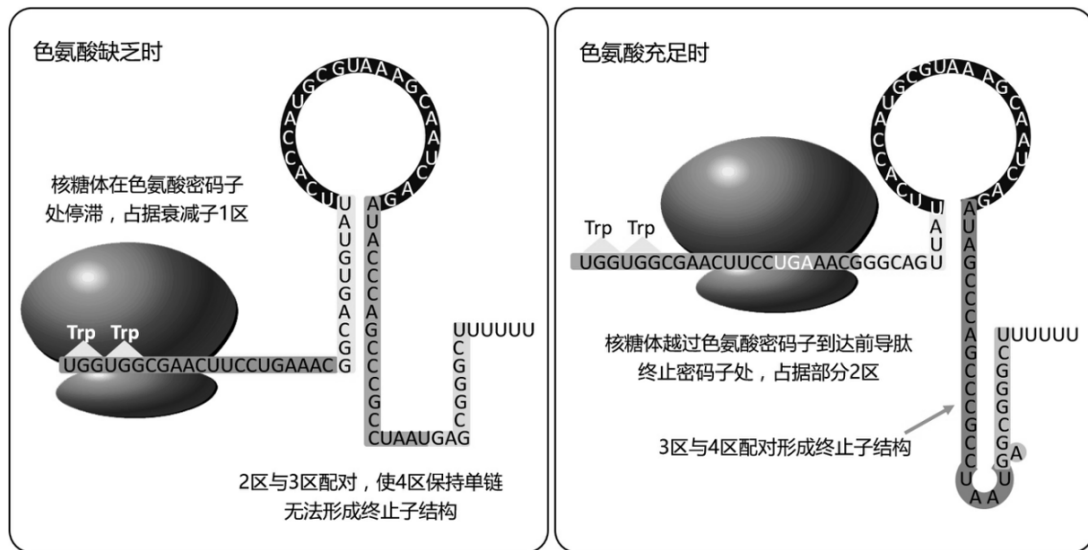 色氨酸缺乏时
UUCACCAUGCGUAAAGCAAUCAG
核糖体在色氨酸密码子
处停滞，占据衰减子1区
Trp Trp
UGGUGGCGAACUUCCUGAAAC
UUUUUU
CUAAUGAG
2区与3区配对，使4区保持单链
无法形成终止子结构
色氨酸充足时
UUCACCAUGCGUAAAGCAAUCAG
Trp Trp
UGGUGGCGAACUUCCUGAAACGGGCAGU
核糖体越过色氨酸密码子到达前导肽
终止密码子处，占据部分2区
UUUUUU
3区与4区配对形成终止子结构
A
UAAU